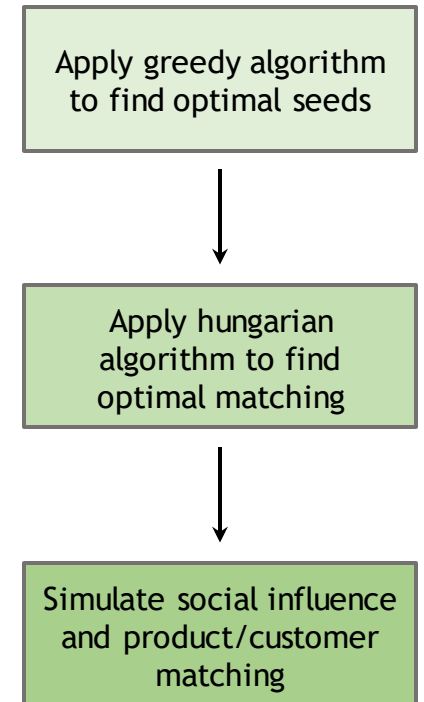 Apply greedy algorithm
to find optimal seeds
Apply hungarian
algorithm to find
optimal matching
Simulate social influence
and product/customer
matching